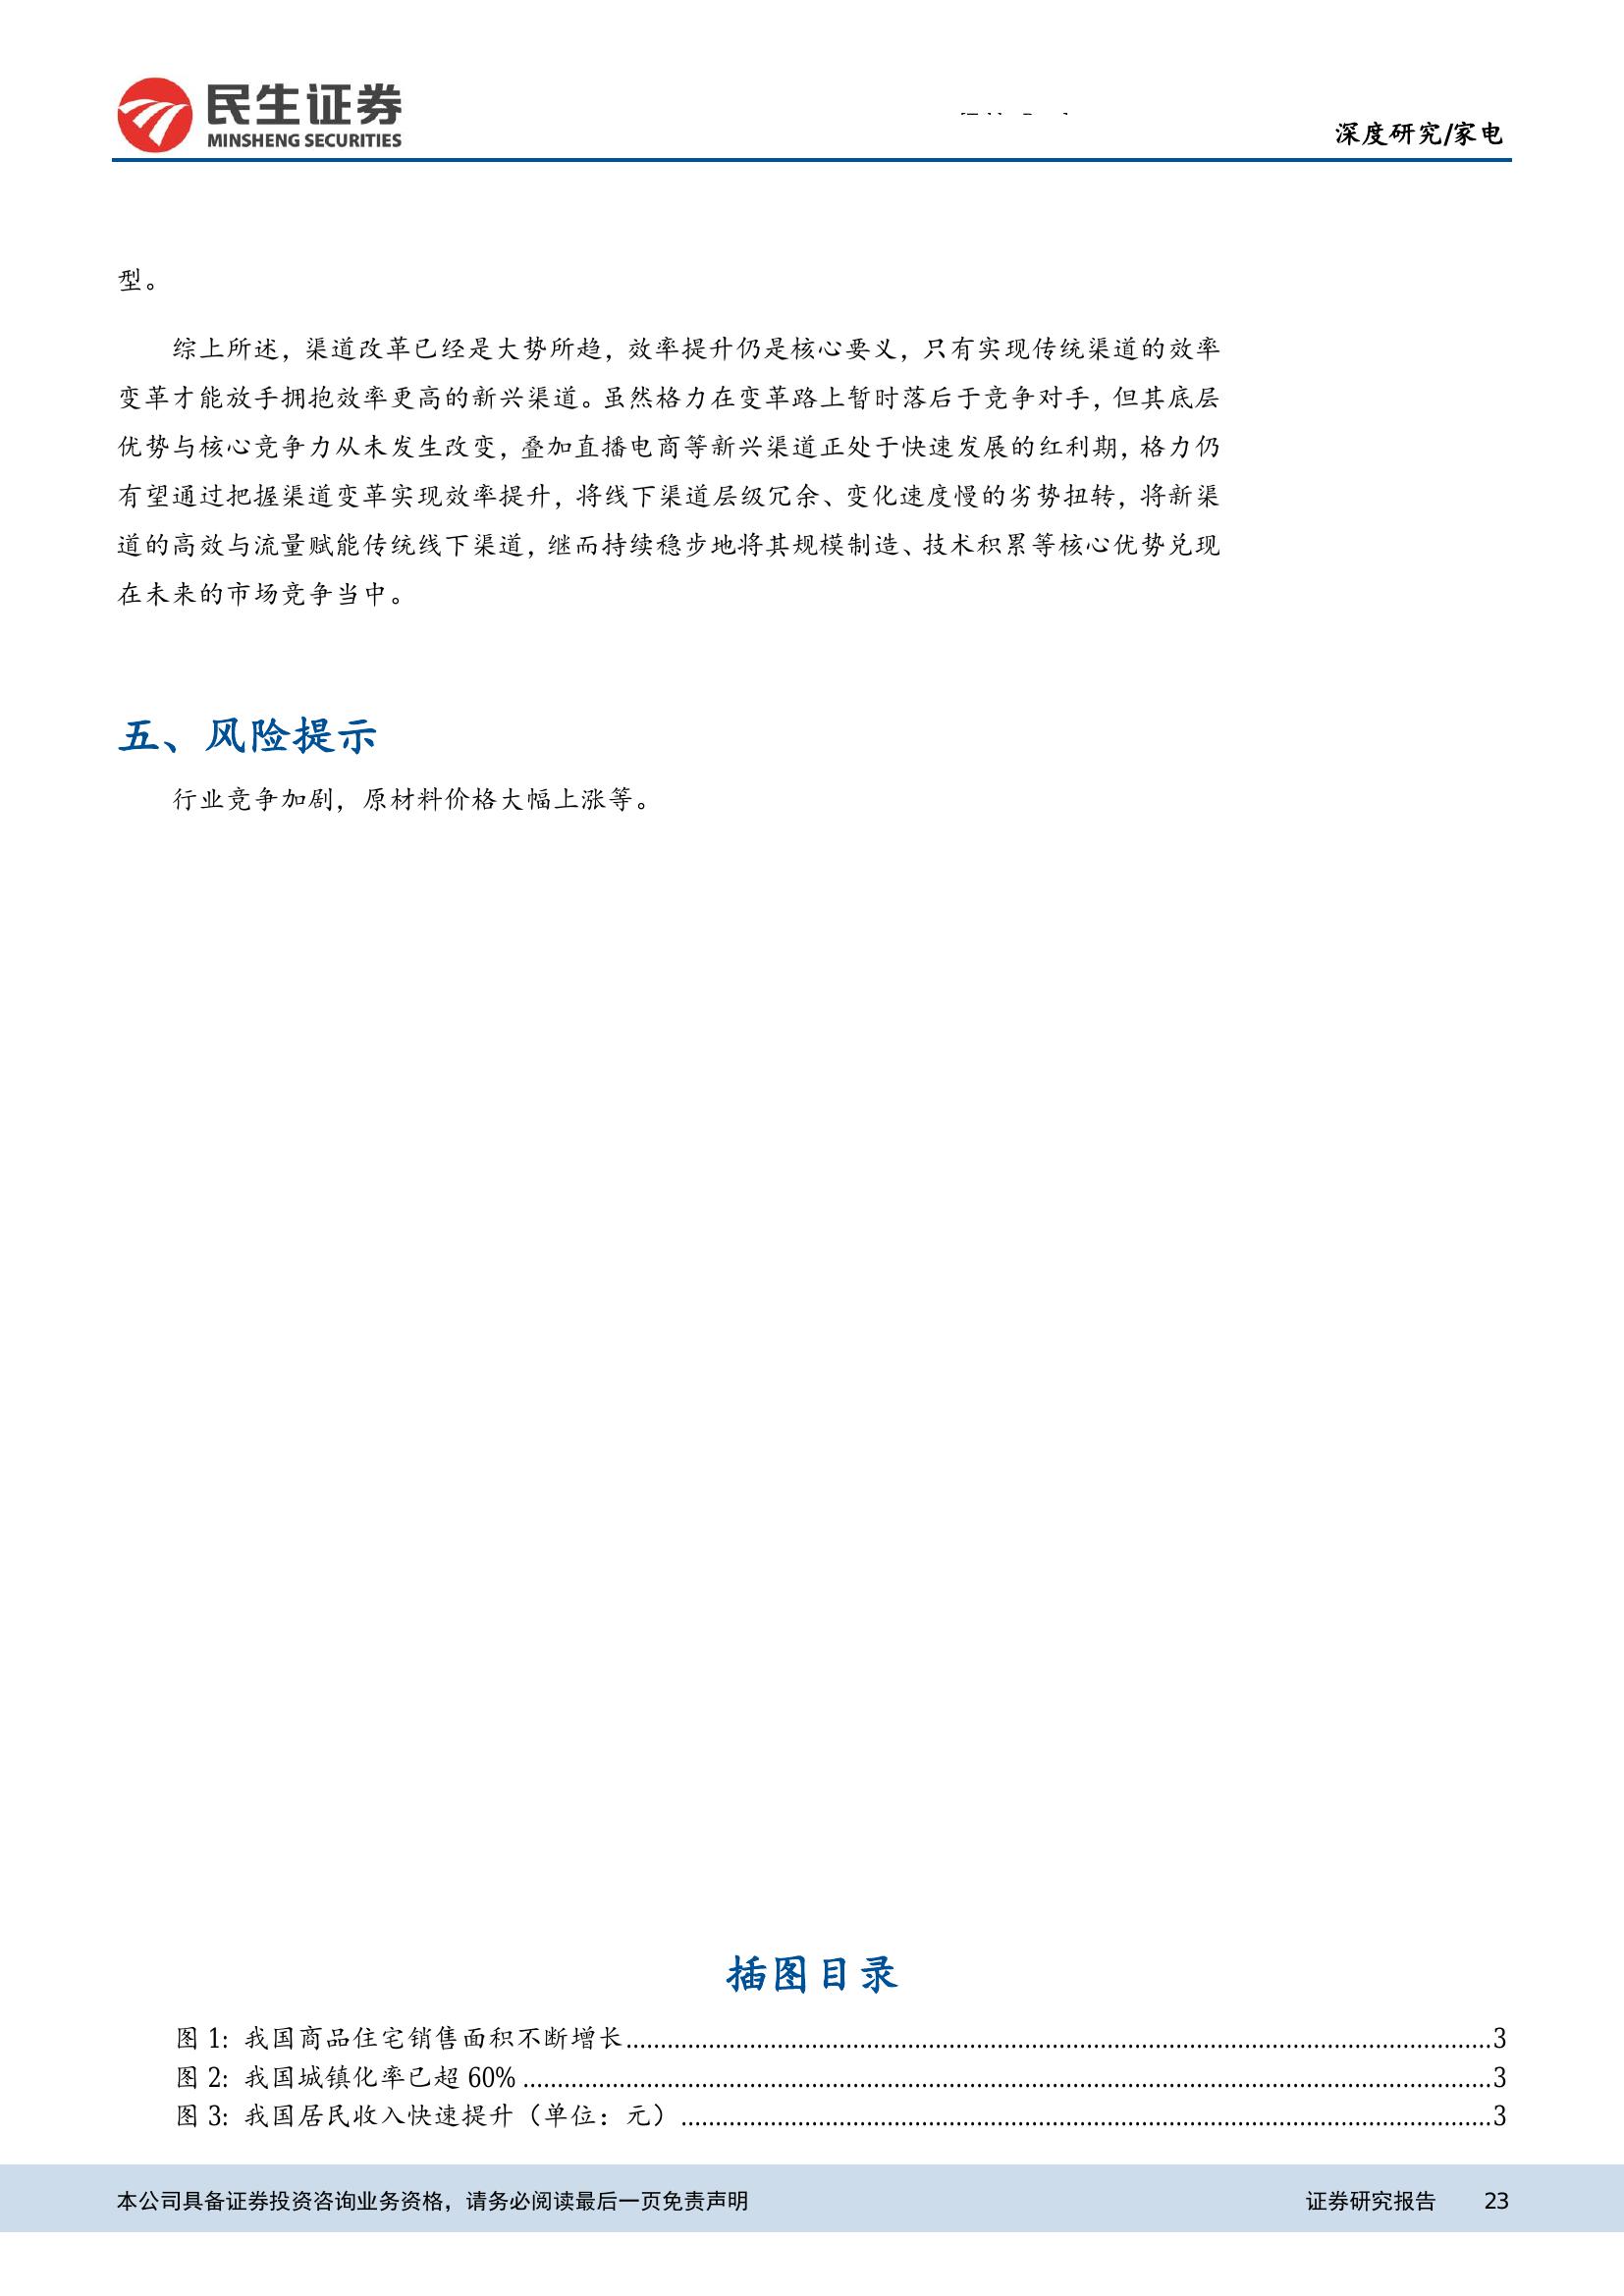 民生证券
MINSHENG SECURITIES
深度研究/家电
型。
综上所述，渠道改革已经是大势所趋，效率提升仍是核心要义，只有实现传统渠道的效率
变革才能放手拥抱效率更高的新兴渠道。虽然格力在变革路上暂时落后于竞争对手，但其底层
优势与核心竞争力从未发生改变，叠加直播电商等新兴渠道正处于快速发展的红利期，格力仍
有望通过把握渠道变革实现效率提升，将线下渠道层级冗余、变化速度慢的劣势扭转，将新渠
道的高效与流量赋能传统线下渠道，继而持续稳步地将其规模制造、技术积累等核心优势兑现
在未来的市场竞争当中。
五、风险提示
行业竞争加剧，原材料价格大幅上涨等。
插图目录
图 1: 我国商品住宅销售面积不断增长........................................................................3
图 2: 我国城镇化率已超 60%........................................................................3
图 3: 我国居民收入快速提升（单位：元）........................................................................3
本公司具备证券投资咨询业务资格，请务必阅读最后一页免责声明
证券研究报告 23